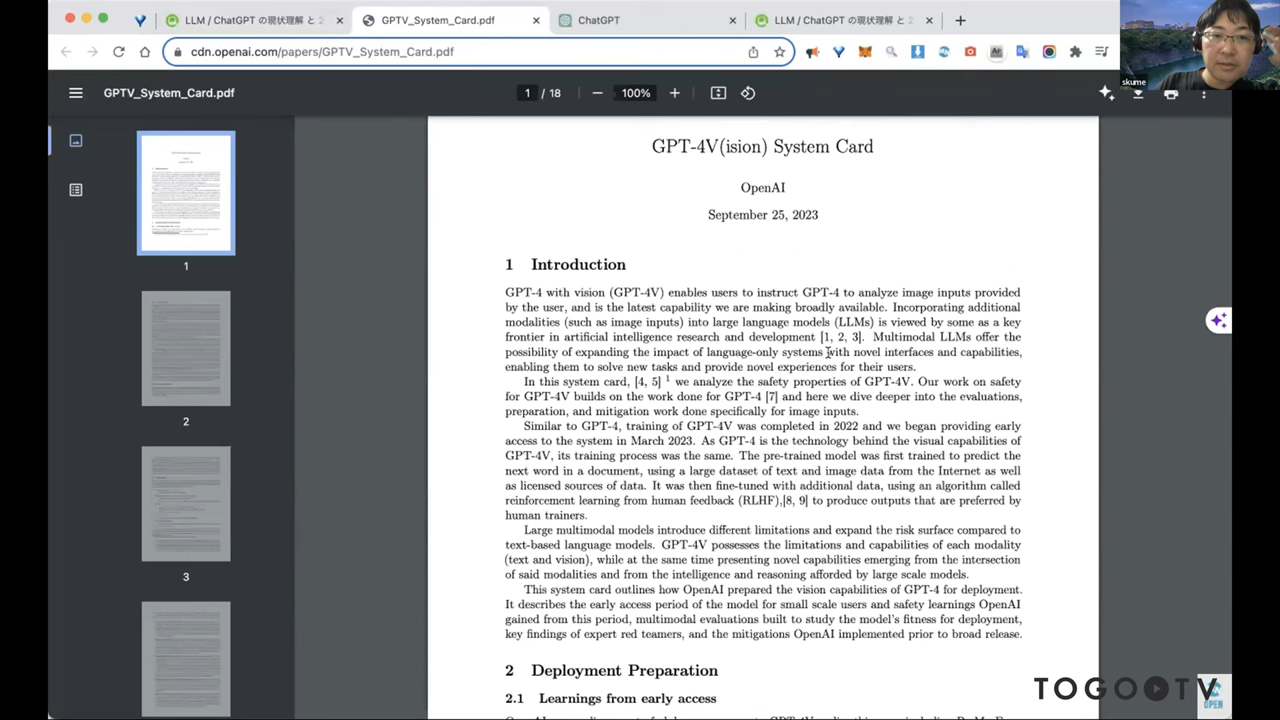 LLM / ChatGPT の現状理解 と 2
GPTV_System_Card.pdf
ChatGPT
LLM / ChatGPT の現状理解 と 2
cdn.openai.com/papers/GPTV_System_Card.pdf
skume
GPTV_System_Card.pdf
1 / 18
100%
1
2
3
GPT-4V(ision) System Card
OpenAI
September 25, 2023
1 Introduction
GPT-4 with vision (GPT-4V) enables users to instruct GPT-4 to analyze image inputs provided
by the user, and is the latest capability we are making broadly available. Incorporating additional
modalities (such as image inputs) into large language models (LLMs) is viewed by some as a key
frontier in artificial intelligence research and development [1, 2, 3]. Multimodal LLMs offer the
possibility of expanding the impact of language-only systems with novel interfaces and capabilities,
enabling them to solve new tasks and provide novel experiences for their users.
In this system card, [4, 5] 1 we analyze the safety properties of GPT-4V. Our work on safety
for GPT-4V builds on the work done for GPT-4 [7] and here we dive deeper into the evaluations,
preparation, and mitigation work done specifically for image inputs.
Similar to GPT-4, training of GPT-4V was completed in 2022 and we began providing early
access to the system in March 2023. As GPT-4 is the technology behind the visual capabilities of
GPT-4V, its training process was the same. The pre-trained model was first trained to predict the
next word in a document, using a large dataset of text and image data from the Internet as well
as licensed sources of data. It was then fine-tuned with additional data, using an algorithm called
reinforcement learning from human feedback (RLHF),[8, 9] to produce outputs that are preferred by
human trainers.
Large multimodal models introduce different limitations and expand the risk surface compared to
text-based language models. GPT-4V possesses the limitations and capabilities of each modality
(text and vision), while at the same time presenting novel capabilities emerging from the intersection
of said modalities and from the intelligence and reasoning afforded by large scale models.
This system card outlines how OpenAI prepared the vision capabilities of GPT-4 for deployment.
It describes the early access period of the model for small scale users and safety learnings OpenAI
gained from this period, multimodal evaluations built to study the model's fitness for deployment,
key findings of expert red teamers, and the mitigations OpenAI implemented prior to broad release.
2 Deployment Preparation
2.1 Learnings from early access
TOGO TV
OPEN